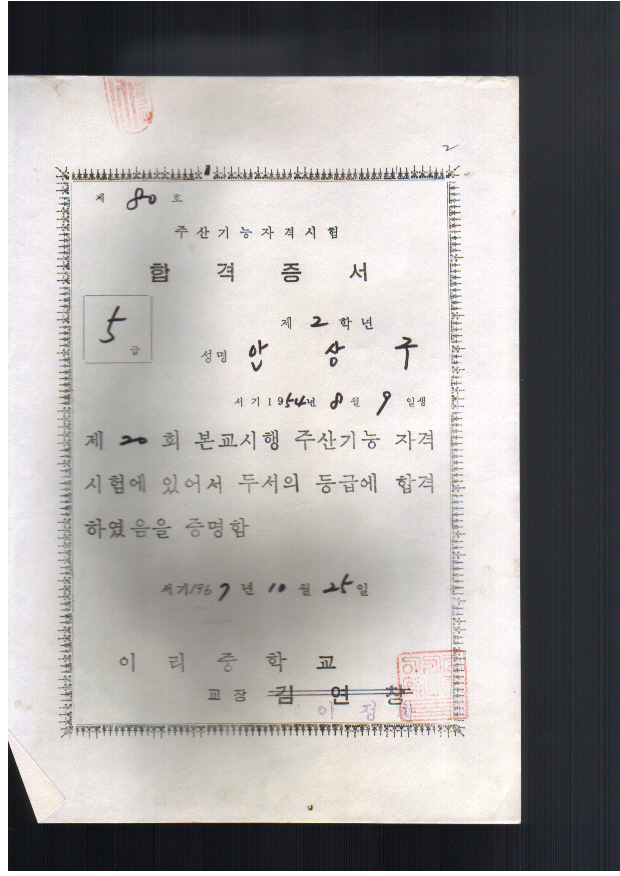 2
제 80 호
주산기능자격시험
합 격 증 서
5 급
제 2 학년
성명 안 상 구
서기 1954년 8월 9일생
제 20 회 본교시행 주산기능 자격
시험에 있어서 두서의 등급에 합격
하였음을 증명함
서기 1967년 10월 25일
이 리 중 학 교
교장 김 연 창
이 정